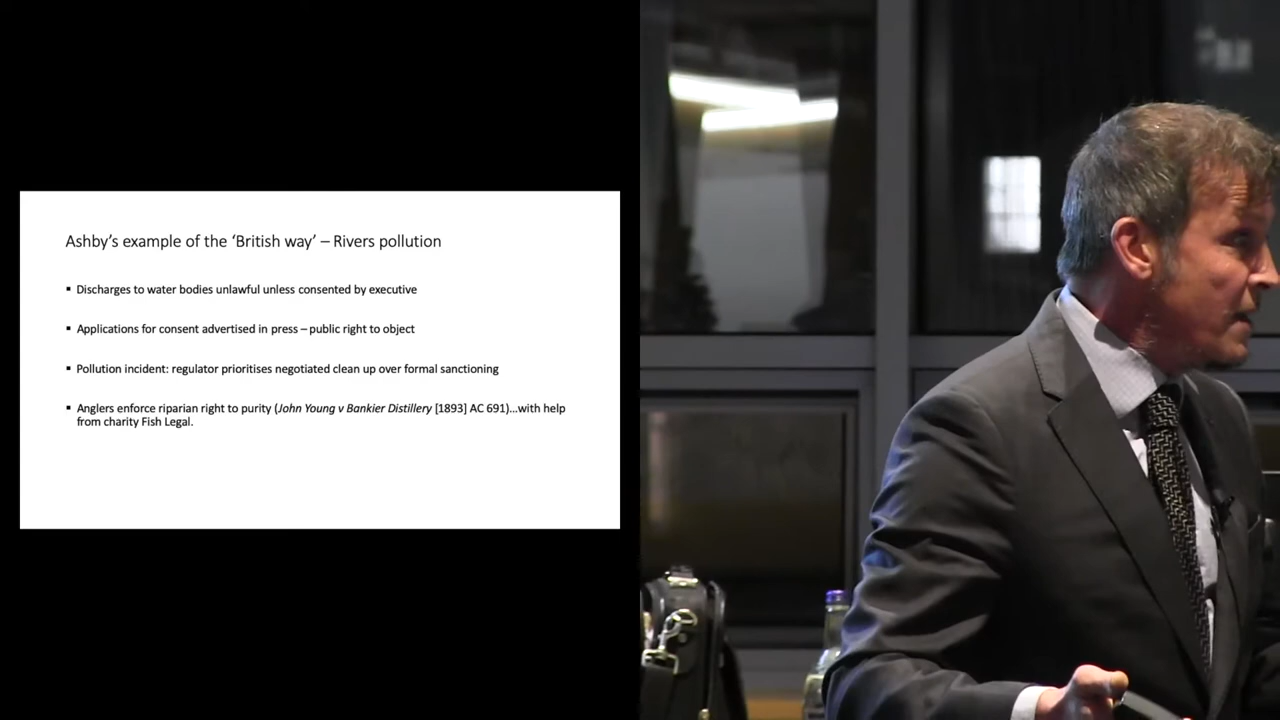 Ashby’s example of the ‘British way’ – Rivers pollution
▪ Discharges to water bodies unlawful unless consented by executive
▪ Applications for consent advertised in press – public right to object
▪ Pollution incident: regulator prioritises negotiated clean up over formal sanctioning
▪ Anglers enforce riparian right to purity (John Young v Bankier Distillery [1893] AC 691)…with help
from charity Fish Legal.